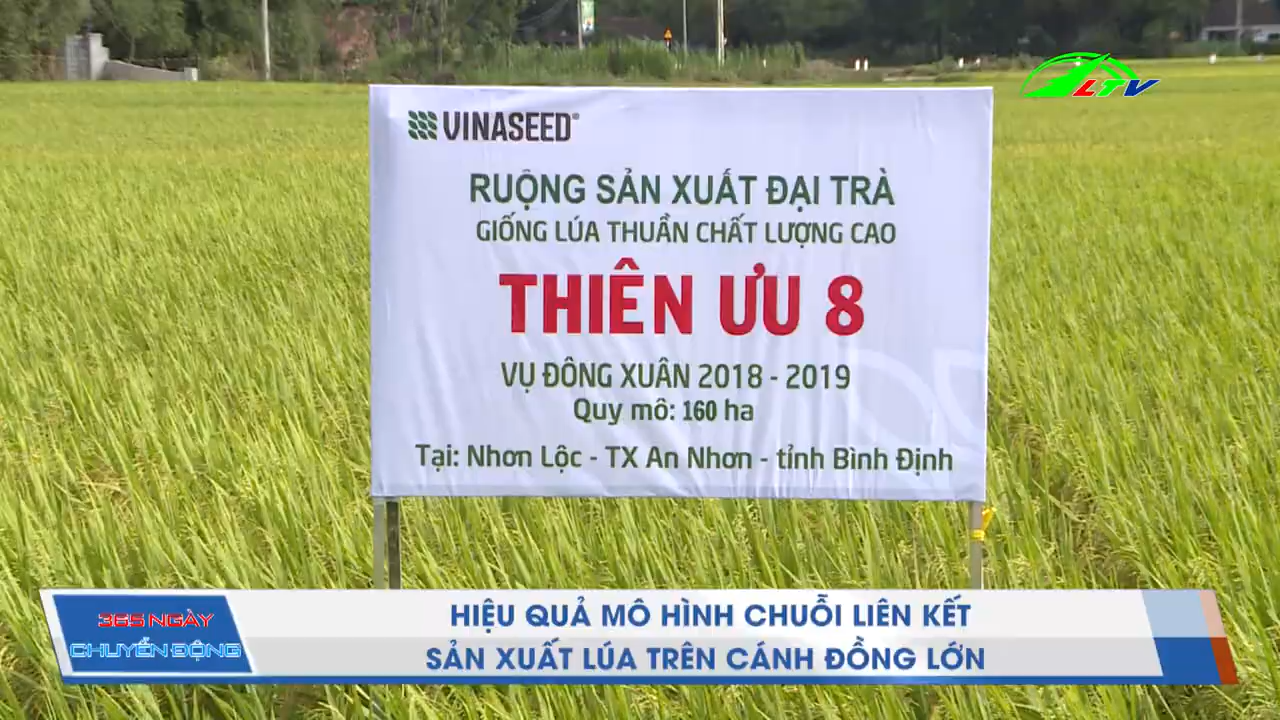 LTV
VINASEED®
RUỘNG SẢN XUẤT ĐẠI TRÀ
GIỐNG LÚA THUẦN CHẤT LƯỢNG CAO
THIÊN ƯU 8
VỤ ĐÔNG XUÂN 2018 - 2019
Quy mô: 160 ha
Tại: Nhơn Lộc - TX An Nhơn - tỉnh Bình Định
365 NGÀY
CHUYỂN ĐỘNG
HIỆU QUẢ MÔ HÌNH CHUỖI LIÊN KẾT
SẢN XUẤT LÚA TRÊN CÁNH ĐỒNG LỚN